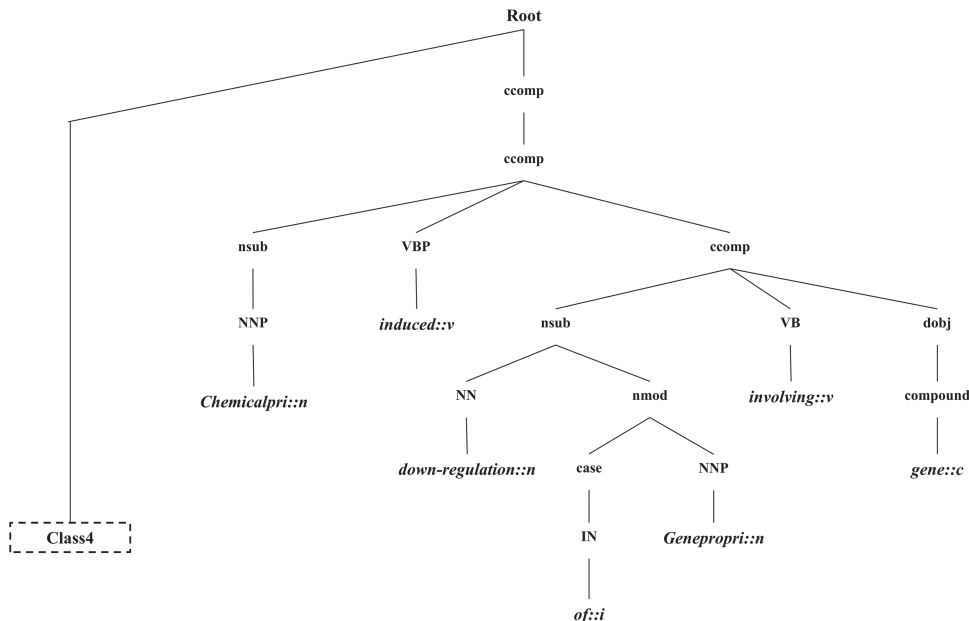 Root
ccomp
ccomp
nsub VBP ccomp
NNP induced::v nsub VB dobj
Chemicalpri::n NN nmod involving::v compound
down-regulation::n case NNP gene::c
Class4 IN Genepropri::n
of::i